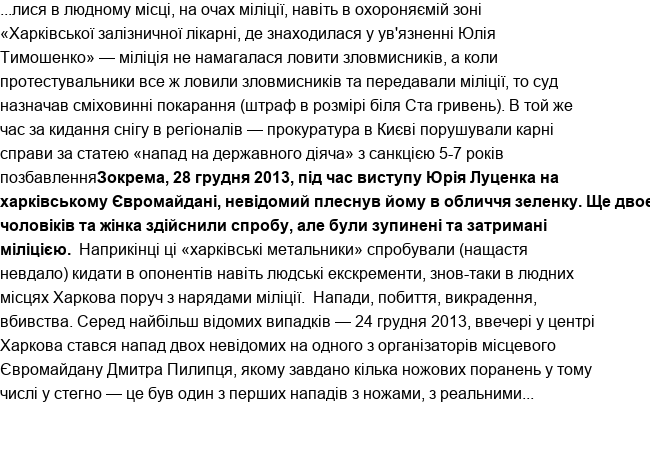 ...лися в людному місці, на очах міліції, навіть в охороняємій зоні
«Харківської залізничної лікарні, де знаходилася у ув'язненні Юлія
Тимошенко» — міліція не намагалася ловити зловмисників, а коли
протестувальники все ж ловили зловмисників та передавали міліції, то суд
назначав сміховинні покарання (штраф в розмірі біля Ста гривень). В той же
час за кидання снігу в регіоналів — прокуратура в Києві порушували карні
справи за статею «напад на державного діяча» з санкцією 5-7 років
позбавленняЗокрема, 28 грудня 2013, під час виступу Юрія Луценка на
харківському Євромайдані, невідомий плеснув йому в обличчя зеленку. Ще двоє
чоловіків та жінка здійснили спробу, але були зупинені та затримані
міліцією. Наприкінці ці «харківські метальники» спробували (нащастя
невдало) кидати в опонентів навіть людські екскременти, знов-таки в людних
місцях Харкова поруч з нарядами міліції. Напади, побиття, викрадення,
вбивства. Серед найбільш відомих випадків — 24 грудня 2013, ввечері у центрі
Харкова стався напад двох невідомих на одного з організаторів місцевого
Євромайдану Дмитра Пилипця, якому завдано кілька ножових поранень у тому
числі у стегно — це був один з перших нападів з ножами, з реальними...